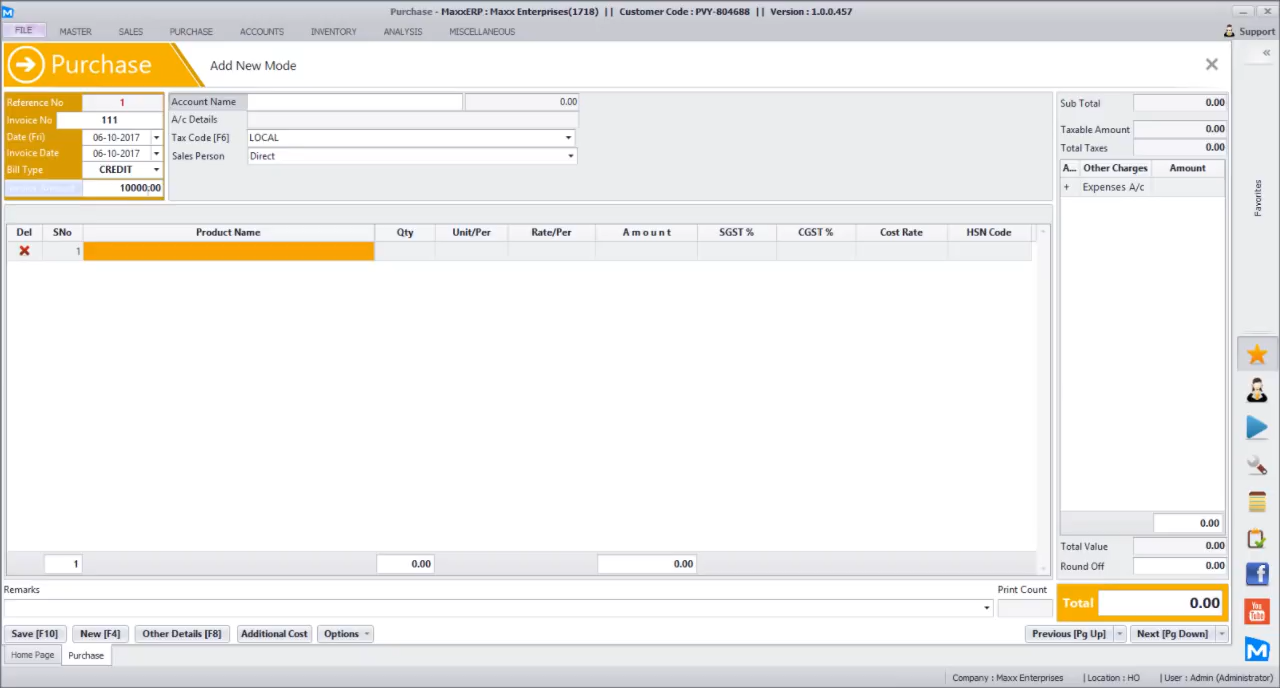 Purchase - MaxxERP : Maxx Enterprises(1718) || Customer Code : PVY-804688 || Version : 1.0.0.457
FILE MASTER SALES PURCHASE ACCOUNTS INVENTORY ANALYSIS MISCELLANEOUS Support
Purchase Add New Mode
Reference No 1 Account Name 0.00 Sub Total 0.00
Invoice No 111 A/c Details
Date (Fri) 06-10-2017 Tax Code [F6] LOCAL Taxable Amount 0.00
Invoice Date 06-10-2017 Sales Person Direct Total Taxes 0.00
Bill Type CREDIT A... Other Charges Amount
10000.00 + Expenses A/c
Favorites
Del SNo Product Name Qty Unit/Per Rate/Per Amount SGST % CGST % Cost Rate HSN Code
1
0.00
Total Value 0.00
1 0.00 0.00 Round Off 0.00
Remarks Print Count
Total 0.00
Save [F10] New [F4] Other Details [F8] Additional Cost Options Previous [Pg Up] Next [Pg Down]
Home Page Purchase
Company : Maxx Enterprises | Location : HO | User : Admin (Administrator)